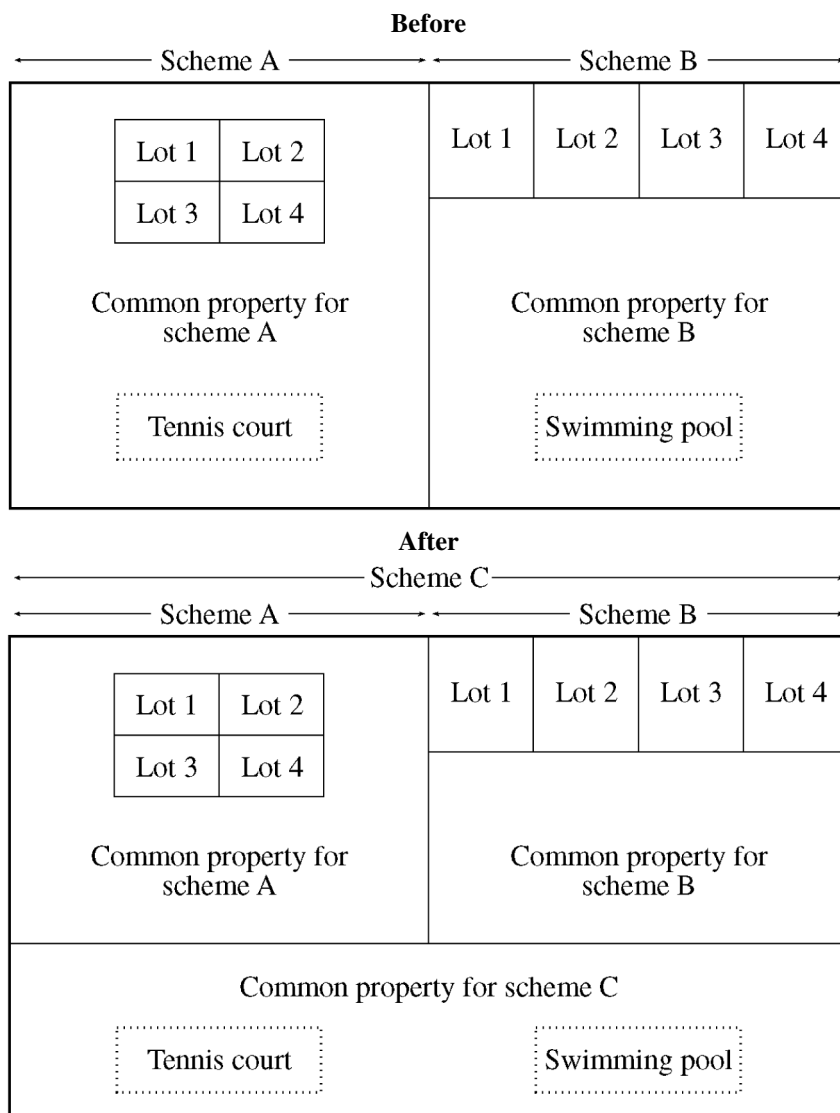 Before
Scheme A Scheme B
Lot 1 Lot 2 Lot 1 Lot 2 Lot 3 Lot 4
Lot 3 Lot 4
Common property for
scheme A
Common property for
scheme B
Tennis court Swimming pool
After
Scheme C
Scheme A Scheme B
Lot 1 Lot 2 Lot 1 Lot 2 Lot 3 Lot 4
Lot 3 Lot 4
Common property for
scheme A
Common property for
scheme B
Common property for scheme C
Tennis court Swimming pool